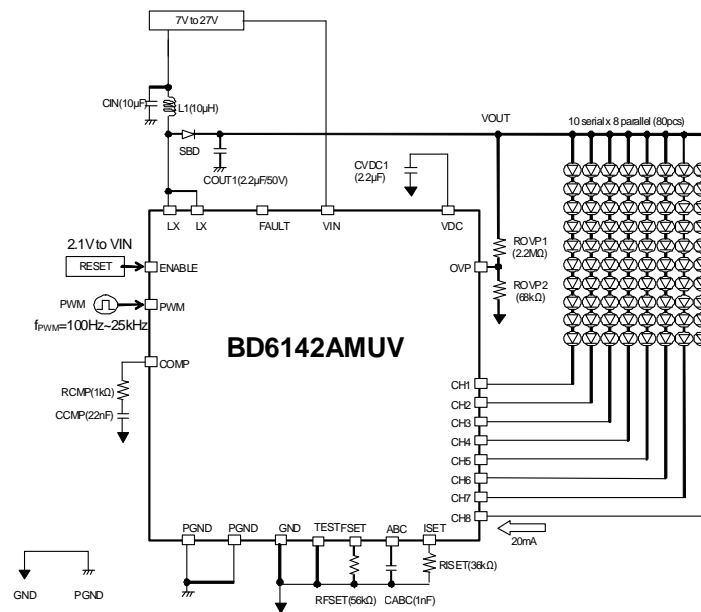 7V to 27V
CIN(10µF)
L1(10µH)
VOUT
10 serial x 8 parallel (80pcs)
SBD
COUT1(2.2µF/50V)
CVDC1
(2.2µF)
LX
LX
FAULT
VIN
VDC
2.1V to VIN
RESET
ENABLE
OVP
ROVP1
(2.2MΩ)
ROVP2
(68kΩ)
PWM
PWM
fPWM=100Hz~25kHz
BD6142AMUV
COMP
RCMP(1kΩ)
CCMP(22nF)
CH1
CH2
CH3
CH4
CH5
CH6
CH7
CH8
20mA
PGND
PGND
GND
TEST
FSET
ABC
ISET
RISET(36kΩ)
RFSET(56kΩ)
CABC(1nF)
GND
PGND